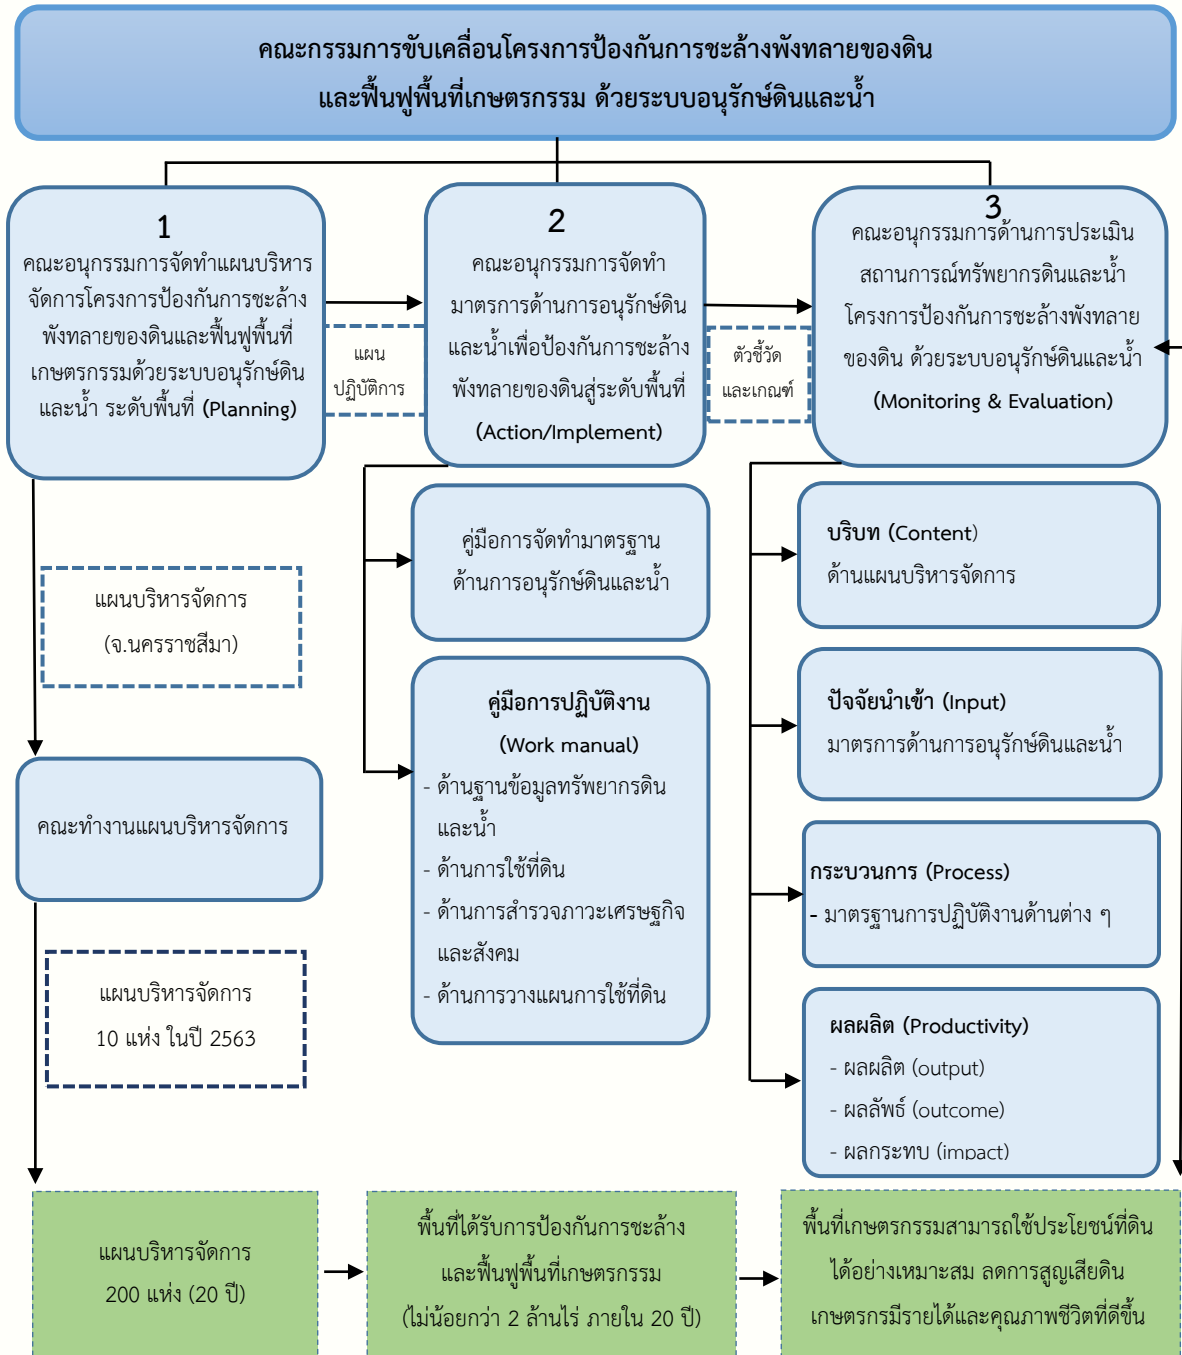 คณะกรรมการขับเคลื่อนโครงการป้องกันการชะล้างพังทลายของดิน
และฟื้นฟูพื้นที่เกษตรกรรม ด้วยระบบอนุรักษ์ดินและน้ำ
1
คณะอนุกรรมการจัดทำแผนบริหาร
จัดการโครงการป้องกันการชะล้าง
พังทลายของดินและฟื้นฟูพื้นที่
เกษตรกรรมด้วยระบบอนุรักษ์ดิน
และน้ำ ระดับพื้นที่ (Planning)
แผน
ปฏิบัติการ
2
คณะอนุกรรมการจัดทำ
มาตรการด้านการอนุรักษ์ดิน
และน้ำเพื่อป้องกันการชะล้าง
พังทลายของดินสู่ระดับพื้นที่
(Action/Implement)
ตัวชี้วัด
และเกณฑ์
3
คณะอนุกรรมการด้านการประเมิน
สถานการณ์ทรัพยากรดินและน้ำ
โครงการป้องกันการชะล้างพังทลาย
ของดิน ด้วยระบบอนุรักษ์ดินและน้ำ
(Monitoring & Evaluation)
แผนบริหารจัดการ
(จ.นครราชสีมา)
คณะทำงานแผนบริหารจัดการ
แผนบริหารจัดการ
10 แห่ง ในปี 2563
คู่มือการจัดทำมาตรฐาน
ด้านการอนุรักษ์ดินและน้ำ
คู่มือการปฏิบัติงาน
(Work manual)
- ด้านฐานข้อมูลทรัพยากรดิน
และน้ำ
- ด้านการใช้ที่ดิน
- ด้านการสำรวจภาวะเศรษฐกิจ
และสังคม
- ด้านการวางแผนการใช้ที่ดิน
บริบท (Content)
ด้านแผนบริหารจัดการ
ปัจจัยนำเข้า (Input)
มาตรการด้านการอนุรักษ์ดินและน้ำ
กระบวนการ (Process)
- มาตรฐานการปฏิบัติงานด้านต่าง ๆ
ผลผลิต (Productivity)
- ผลผลิต (output)
- ผลลัพธ์ (outcome)
- ผลกระทบ (impact)
แผนบริหารจัดการ
200 แห่ง (20 ปี)
พื้นที่ได้รับการป้องกันการชะล้าง
และฟื้นฟูพื้นที่เกษตรกรรม
(ไม่น้อยกว่า 2 ล้านไร่ ภายใน 20 ปี)
พื้นที่เกษตรกรรมสามารถใช้ประโยชน์ที่ดิน
ได้อย่างเหมาะสม ลดการสูญเสียดิน
เกษตรกรมีรายได้และคุณภาพชีวิตที่ดีขึ้น